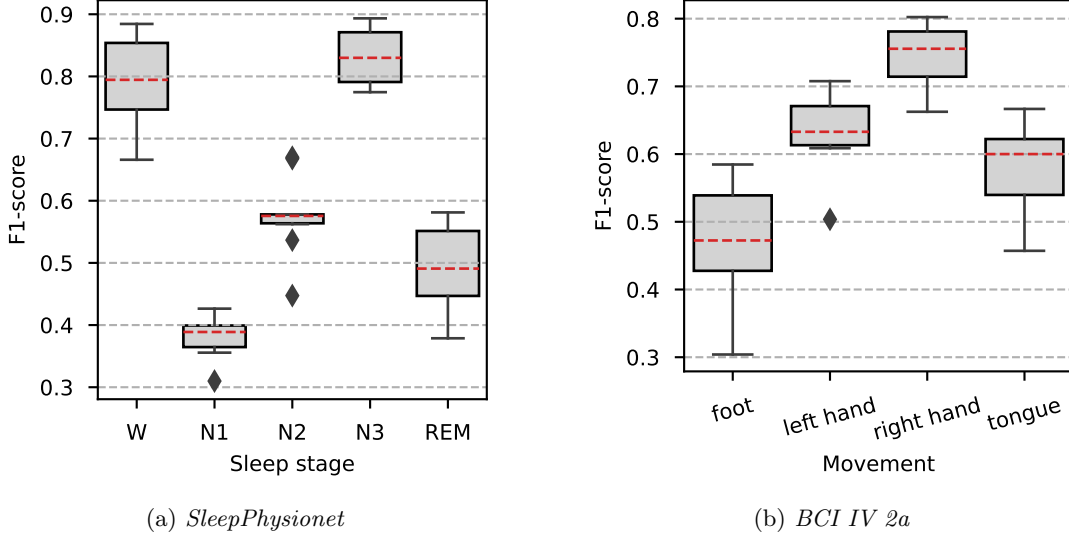 0.9
0.8
0.7
0.6
0.5
0.4
0.3
F1-score
W N1 N2 N3 REM
Sleep stage
(a) SleepPhysionet
0.8
0.7
0.6
0.5
0.4
0.3
F1-score
foot left hand right hand tongue
Movement
(b) BCI IV 2a